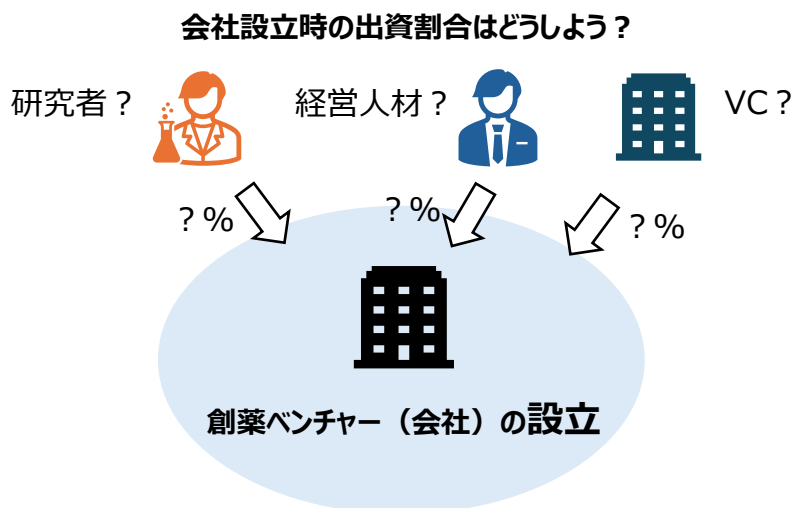 会社設立時の出資割合はどうしよう？
研究者？
経営人材？
VC？
？%
？%
？%
創薬ベンチャー（会社）の設立